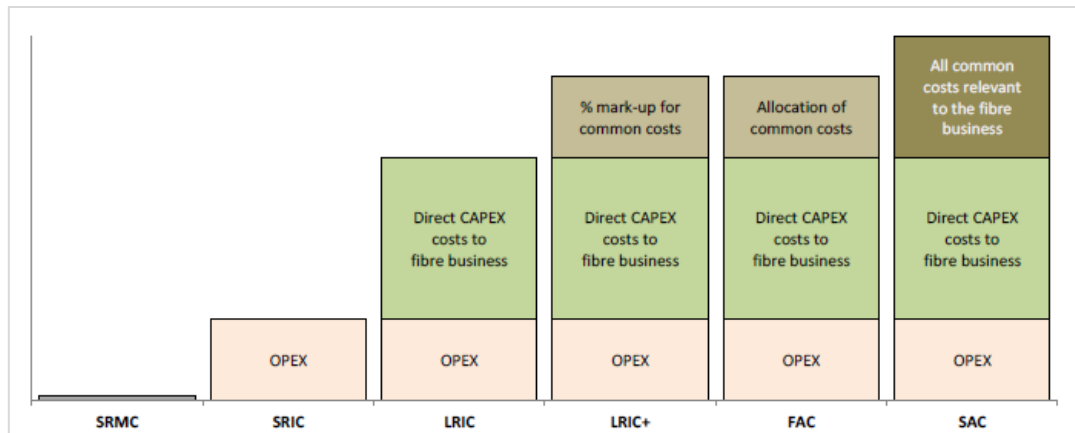 All common
costs relevant
to the fibre
business
% mark-up for
common costs
Allocation of
common costs
Direct CAPEX
costs to
fibre business
Direct CAPEX
costs to
fibre business
Direct CAPEX
costs to
fibre business
Direct CAPEX
costs to
fibre business
OPEX
OPEX
OPEX
OPEX
OPEX
SRMC
SRIC
LRIC
LRIC+
FAC
SAC